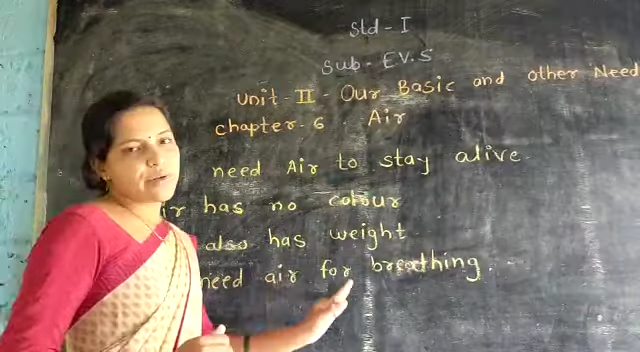 Std - I
Sub - E.V.S
Unit - II - Our Basic and other Need
chapter - 6 Air
need Air to stay alive.
ir has no colour
also has weight
need air for breathing.